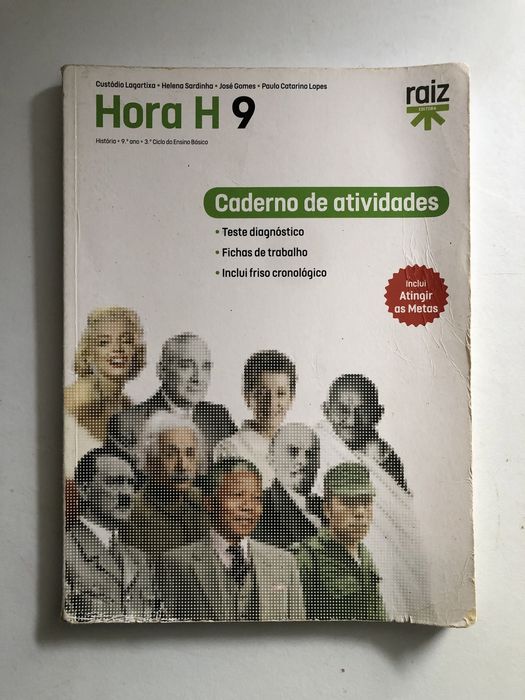 Custódio Lagartixa • Helena Sardinha • José Gomes • Paulo Catarino Lopes
Hora H 9
História • 9.º ano • 3.º Ciclo do Ensino Básico
raiz
EDITORA
Caderno de atividades
• Teste diagnóstico
• Fichas de trabalho
• Inclui friso cronológico
Inclui
Atingir
as Metas